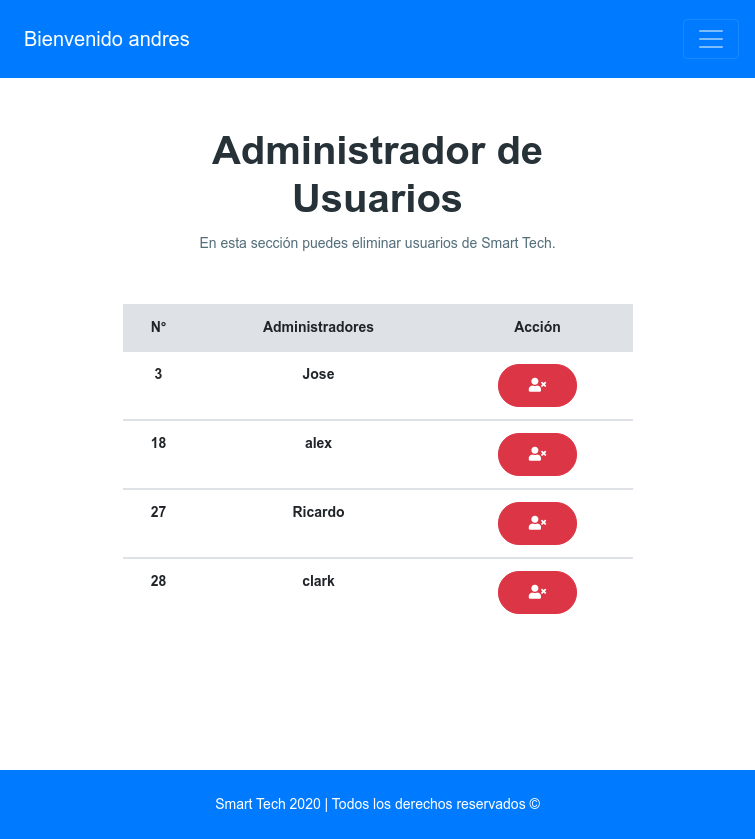 Bienvenido andres
Administrador de
Usuarios
En esta sección puedes eliminar usuarios de Smart Tech.
N° Administradores Acción
3 Jose
18 alex
27 Ricardo
28 clark
Smart Tech 2020 | Todos los derechos reservados ©